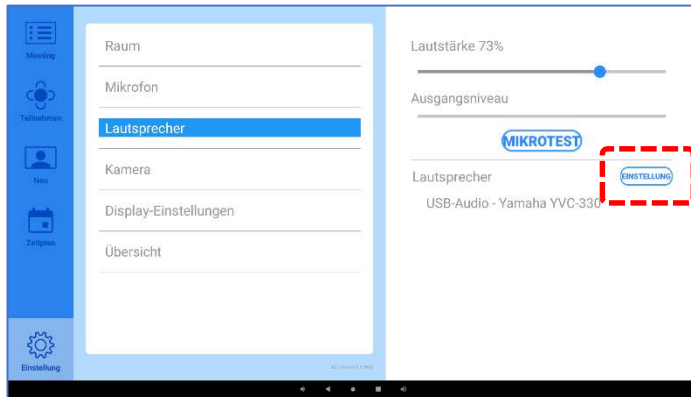 Meeting
Teilnehmen
Neu
Zeitplan
Einstellung
Raum
Mikrofon
Lautsprecher
Kamera
Display-Einstellungen
Übersicht
Lautstärke 73%
Ausgangsniveau
MIKROTEST
Lautsprecher
EINSTELLUNG
USB-Audio - Yamaha YVC-330